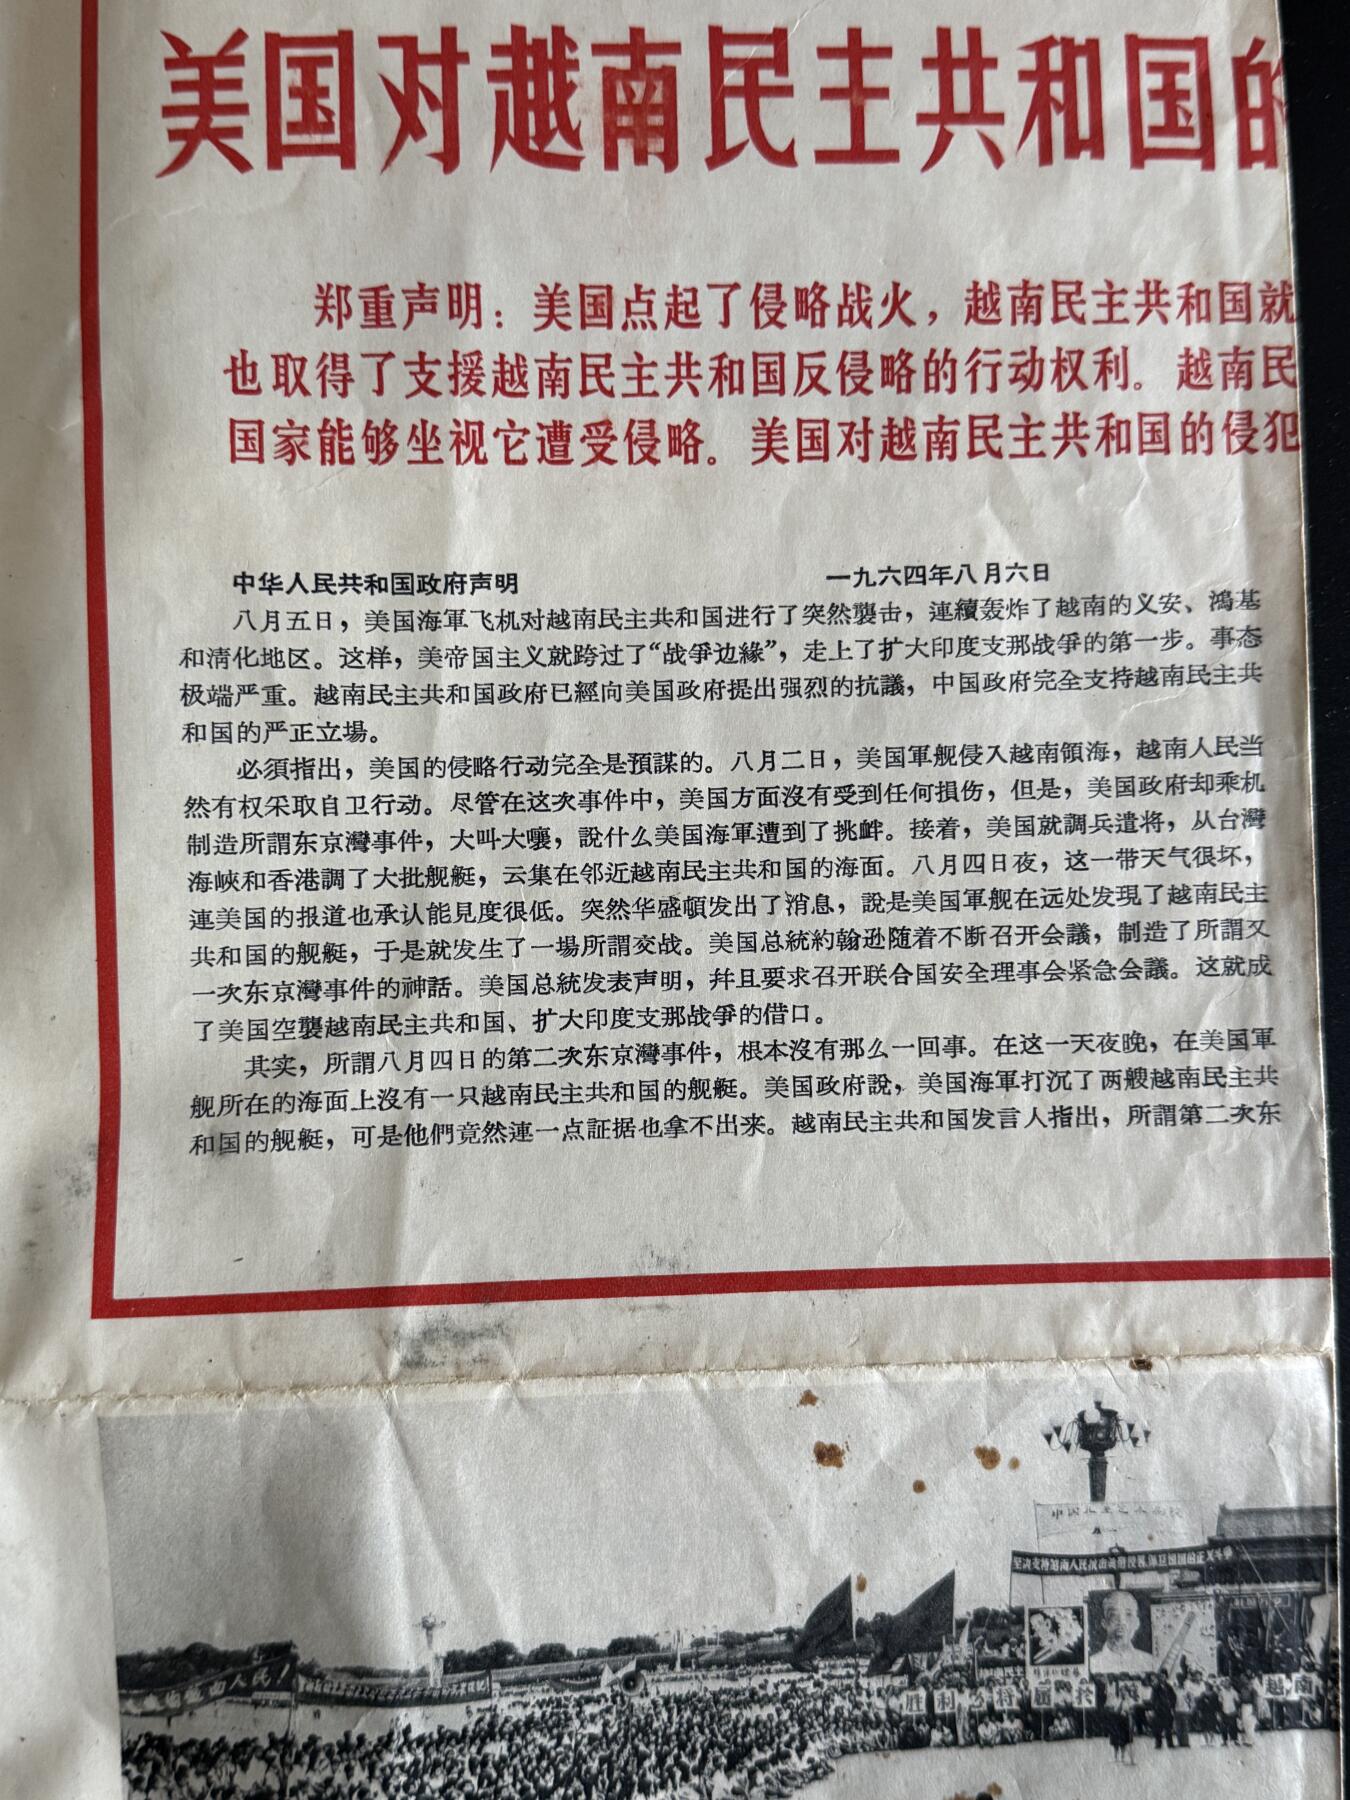 美国对越南民主共和国的
郑重声明：美国点起了侵略战火，越南民主共和国就
也取得了支援越南民主共和国反侵略的行动权利。越南民
国家能够坐视它遭受侵略。美国对越南民主共和国的侵犯
中华人民共和国政府声明 一九六四年八月六日
八月五日，美国海軍飞机对越南民主共和国进行了突然襲击，連續轰炸了越南的义安、鴻基
和清化地区。这样，美帝国主义就跨过了“战爭边緣”，走上了扩大印度支那战爭的第一步。事态
极端严重。越南民主共和国政府已經向美国政府提出强烈的抗議，中国政府完全支持越南民主共
和国的严正立場。
必須指出，美国的侵略行动完全是預謀的。八月二日，美国軍舰侵入越南領海，越南人民当
然有权采取自卫行动。尽管在这次事件中，美国方面沒有受到任何損伤，但是，美国政府却乘机
制造所謂东京灣事件，大叫大嚷，說什么美国海軍遭到了挑衅。接着，美国就調兵遣将，从台灣
海峽和香港調了大批舰艇，云集在邻近越南民主共和国的海面。八月四日夜，这一带天气很坏，
連美国的报道也承认能見度很低。突然华盛頓发出了消息，說是美国軍舰在远处发現了越南民主
共和国的舰艇，于是就发生了一場所謂交战。美国总統約翰逊随着不断召开会議，制造了所謂又
一次东京灣事件的神話。美国总統发表声明，幷且要求召开联合国安全理事会紧急会議。这就成
了美国空襲越南民主共和国、扩大印度支那战爭的借口。
其实，所謂八月四日的第二次东京灣事件，根本沒有那么一回事。在这一天夜晚，在美国軍
舰所在的海面上沒有一只越南民主共和国的舰艇。美国政府說，美国海軍打沉了两艘越南民主共
和国的舰艇，可是他們竟然連一点証据也拿不出来。越南民主共和国发言人指出，所謂第二次东
坚决支持越南人民抗击美国侵略保卫祖国的正义斗争
南人民！
胜利必将属于
越南